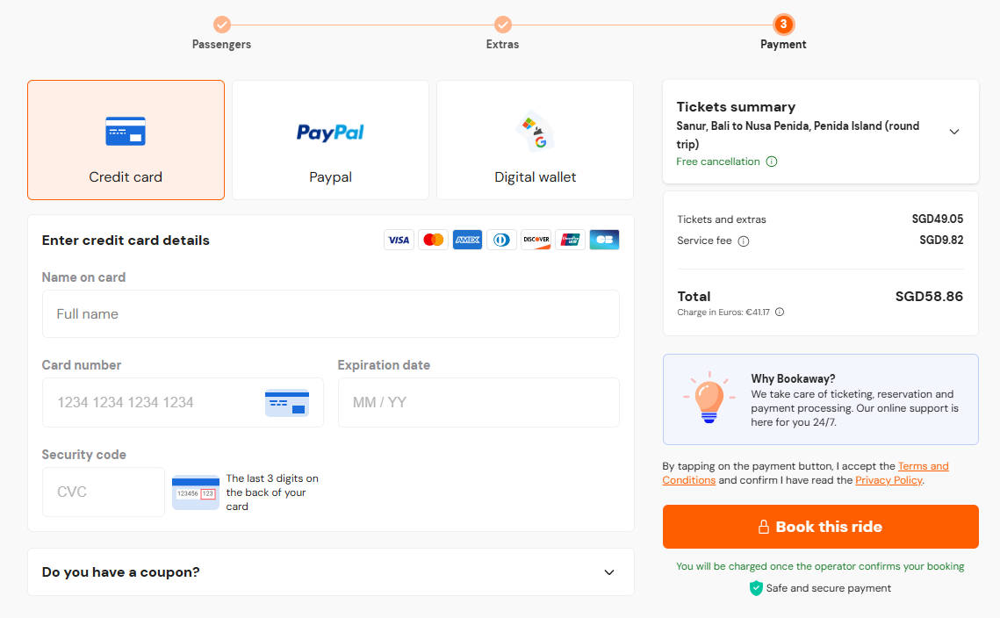 3
Passengers
Extras
Payment
Credit card
PayPal
Paypal
Digital wallet
Enter credit card details
VISA
AMEX
DISCOVER
UnionPay
CB
Name on card
Full name
Card number
Expiration date
1234 1234 1234 1234
MM / YY
Security code
CVC
123456 123
The last 3 digits on
the back of your
card
Do you have a coupon?
Tickets summary
Sanur, Bali to Nusa Penida, Penida Island (round
trip)
Free cancellation
Tickets and extras SGD49.05
Service fee SGD9.82
Total SGD58.86
Charge in Euros: €41.17
Why Bookaway?
We take care of ticketing, reservation and
payment processing. Our online support is
here for you 24/7.
By tapping on the payment button, I accept the Terms and
Conditions and confirm I have read the Privacy Policy.
Book this ride
You will be charged once the operator confirms your booking
Safe and secure payment